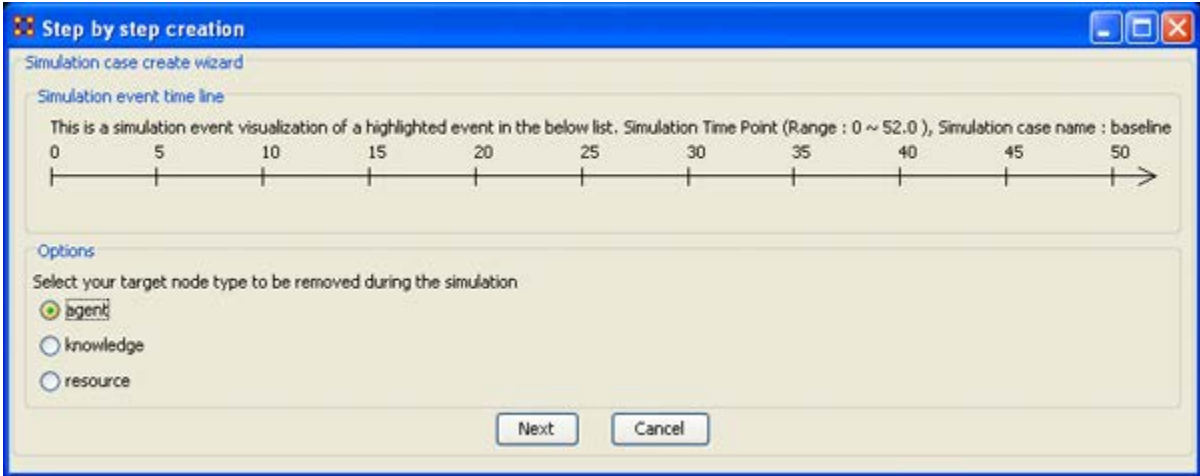 Step by step creation
Simulation case create wizard
Simulation event time line
This is a simulation event visualization of a highlighted event in the below list. Simulation Time Point (Range : 0 ~ 52.0 ), Simulation case name : baseline
0 5 10 15 20 25 30 35 40 45 50
Options
Select your target node type to be removed during the simulation
agent
knowledge
resource
Next Cancel